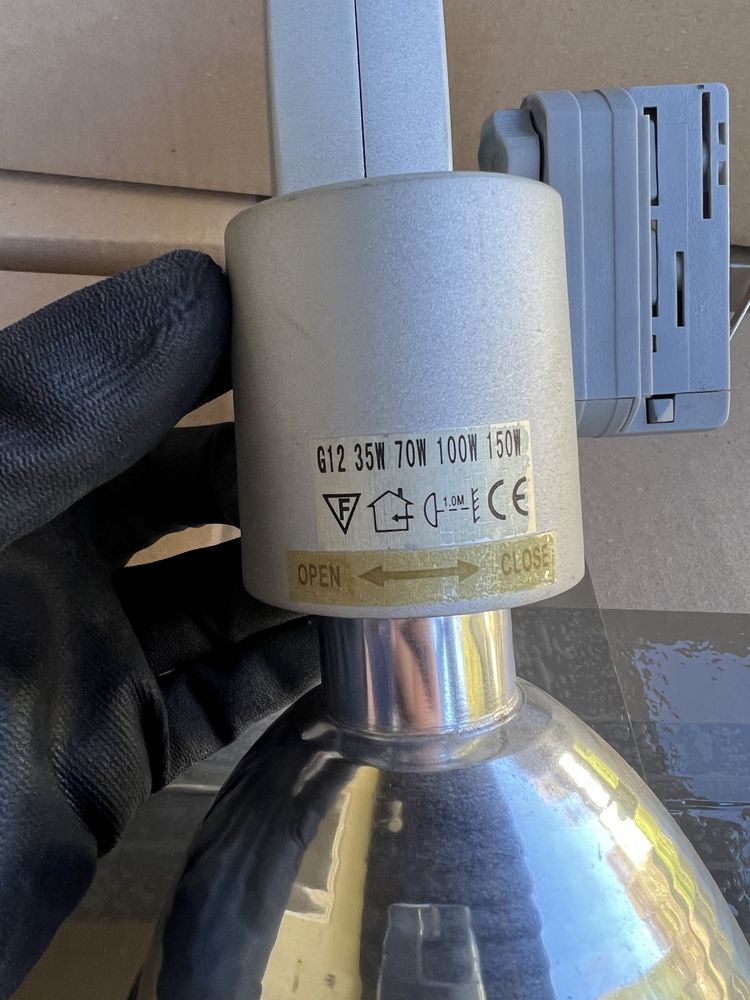 G12 35W 70W 100W 150W
F 1.0M CE
OPEN CLOSE